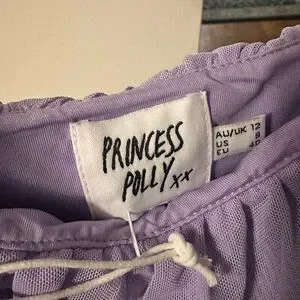 PRINCESS
POLLY xx
AU/UK 12
US 8
EU 40